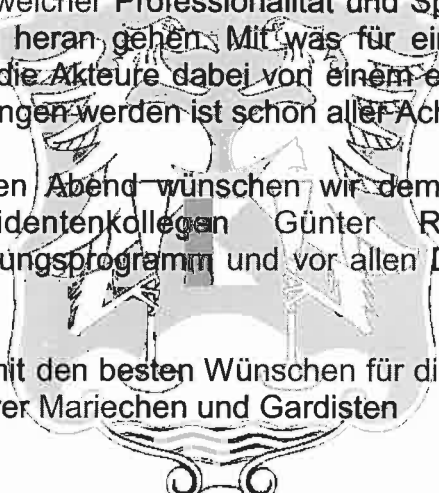 welcher Professionalität und Sp
heran gehen. Mit was für ein
die Akteure dabei von einem e
ngen werden ist schon aller Ach
en Abend wünschen wir dem
identenkollegen Günter R
ungsprogramm und vor allen D
nit den besten Wünschen für di
rer Mariechen und Gardisten